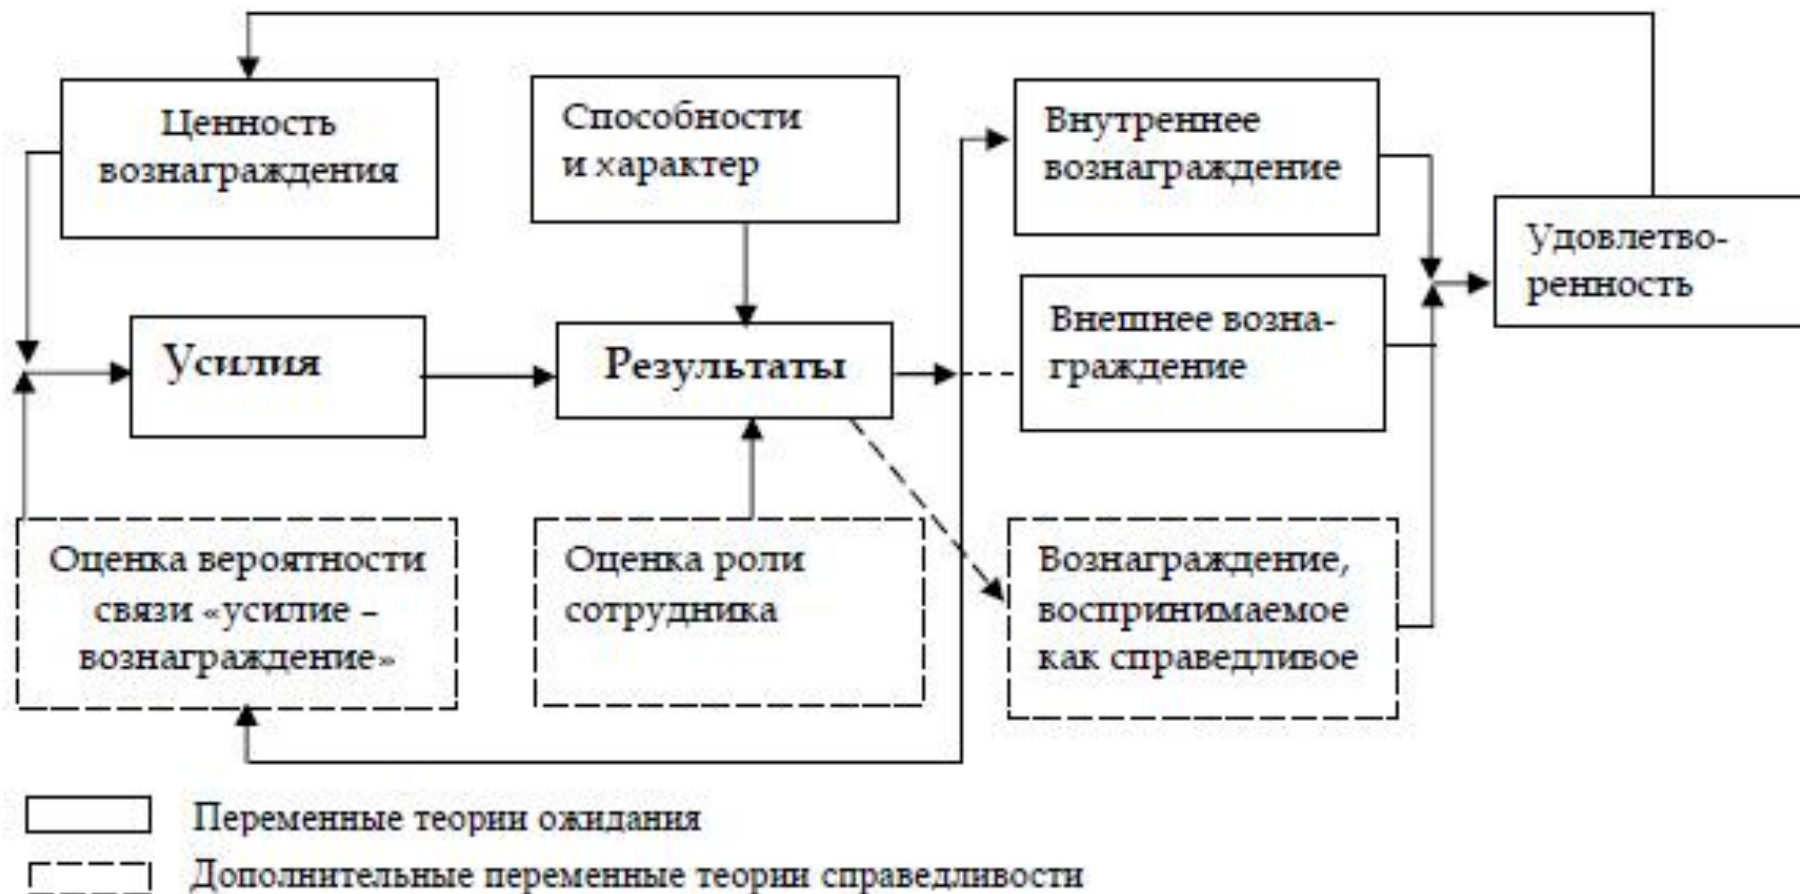 Ценность
вознаграждения
Способности
и характер
Внутреннее
вознаграждение
Удовлетво-
ренность
Усилия
Результаты
Внешнее возна-
граждение
Оценка вероятности
связи «усилие –
вознаграждение»
Оценка роли
сотрудника
Вознаграждение,
воспринимаемое
как справедливое
Переменные теории ожидания
Дополнительные переменные теории справедливости